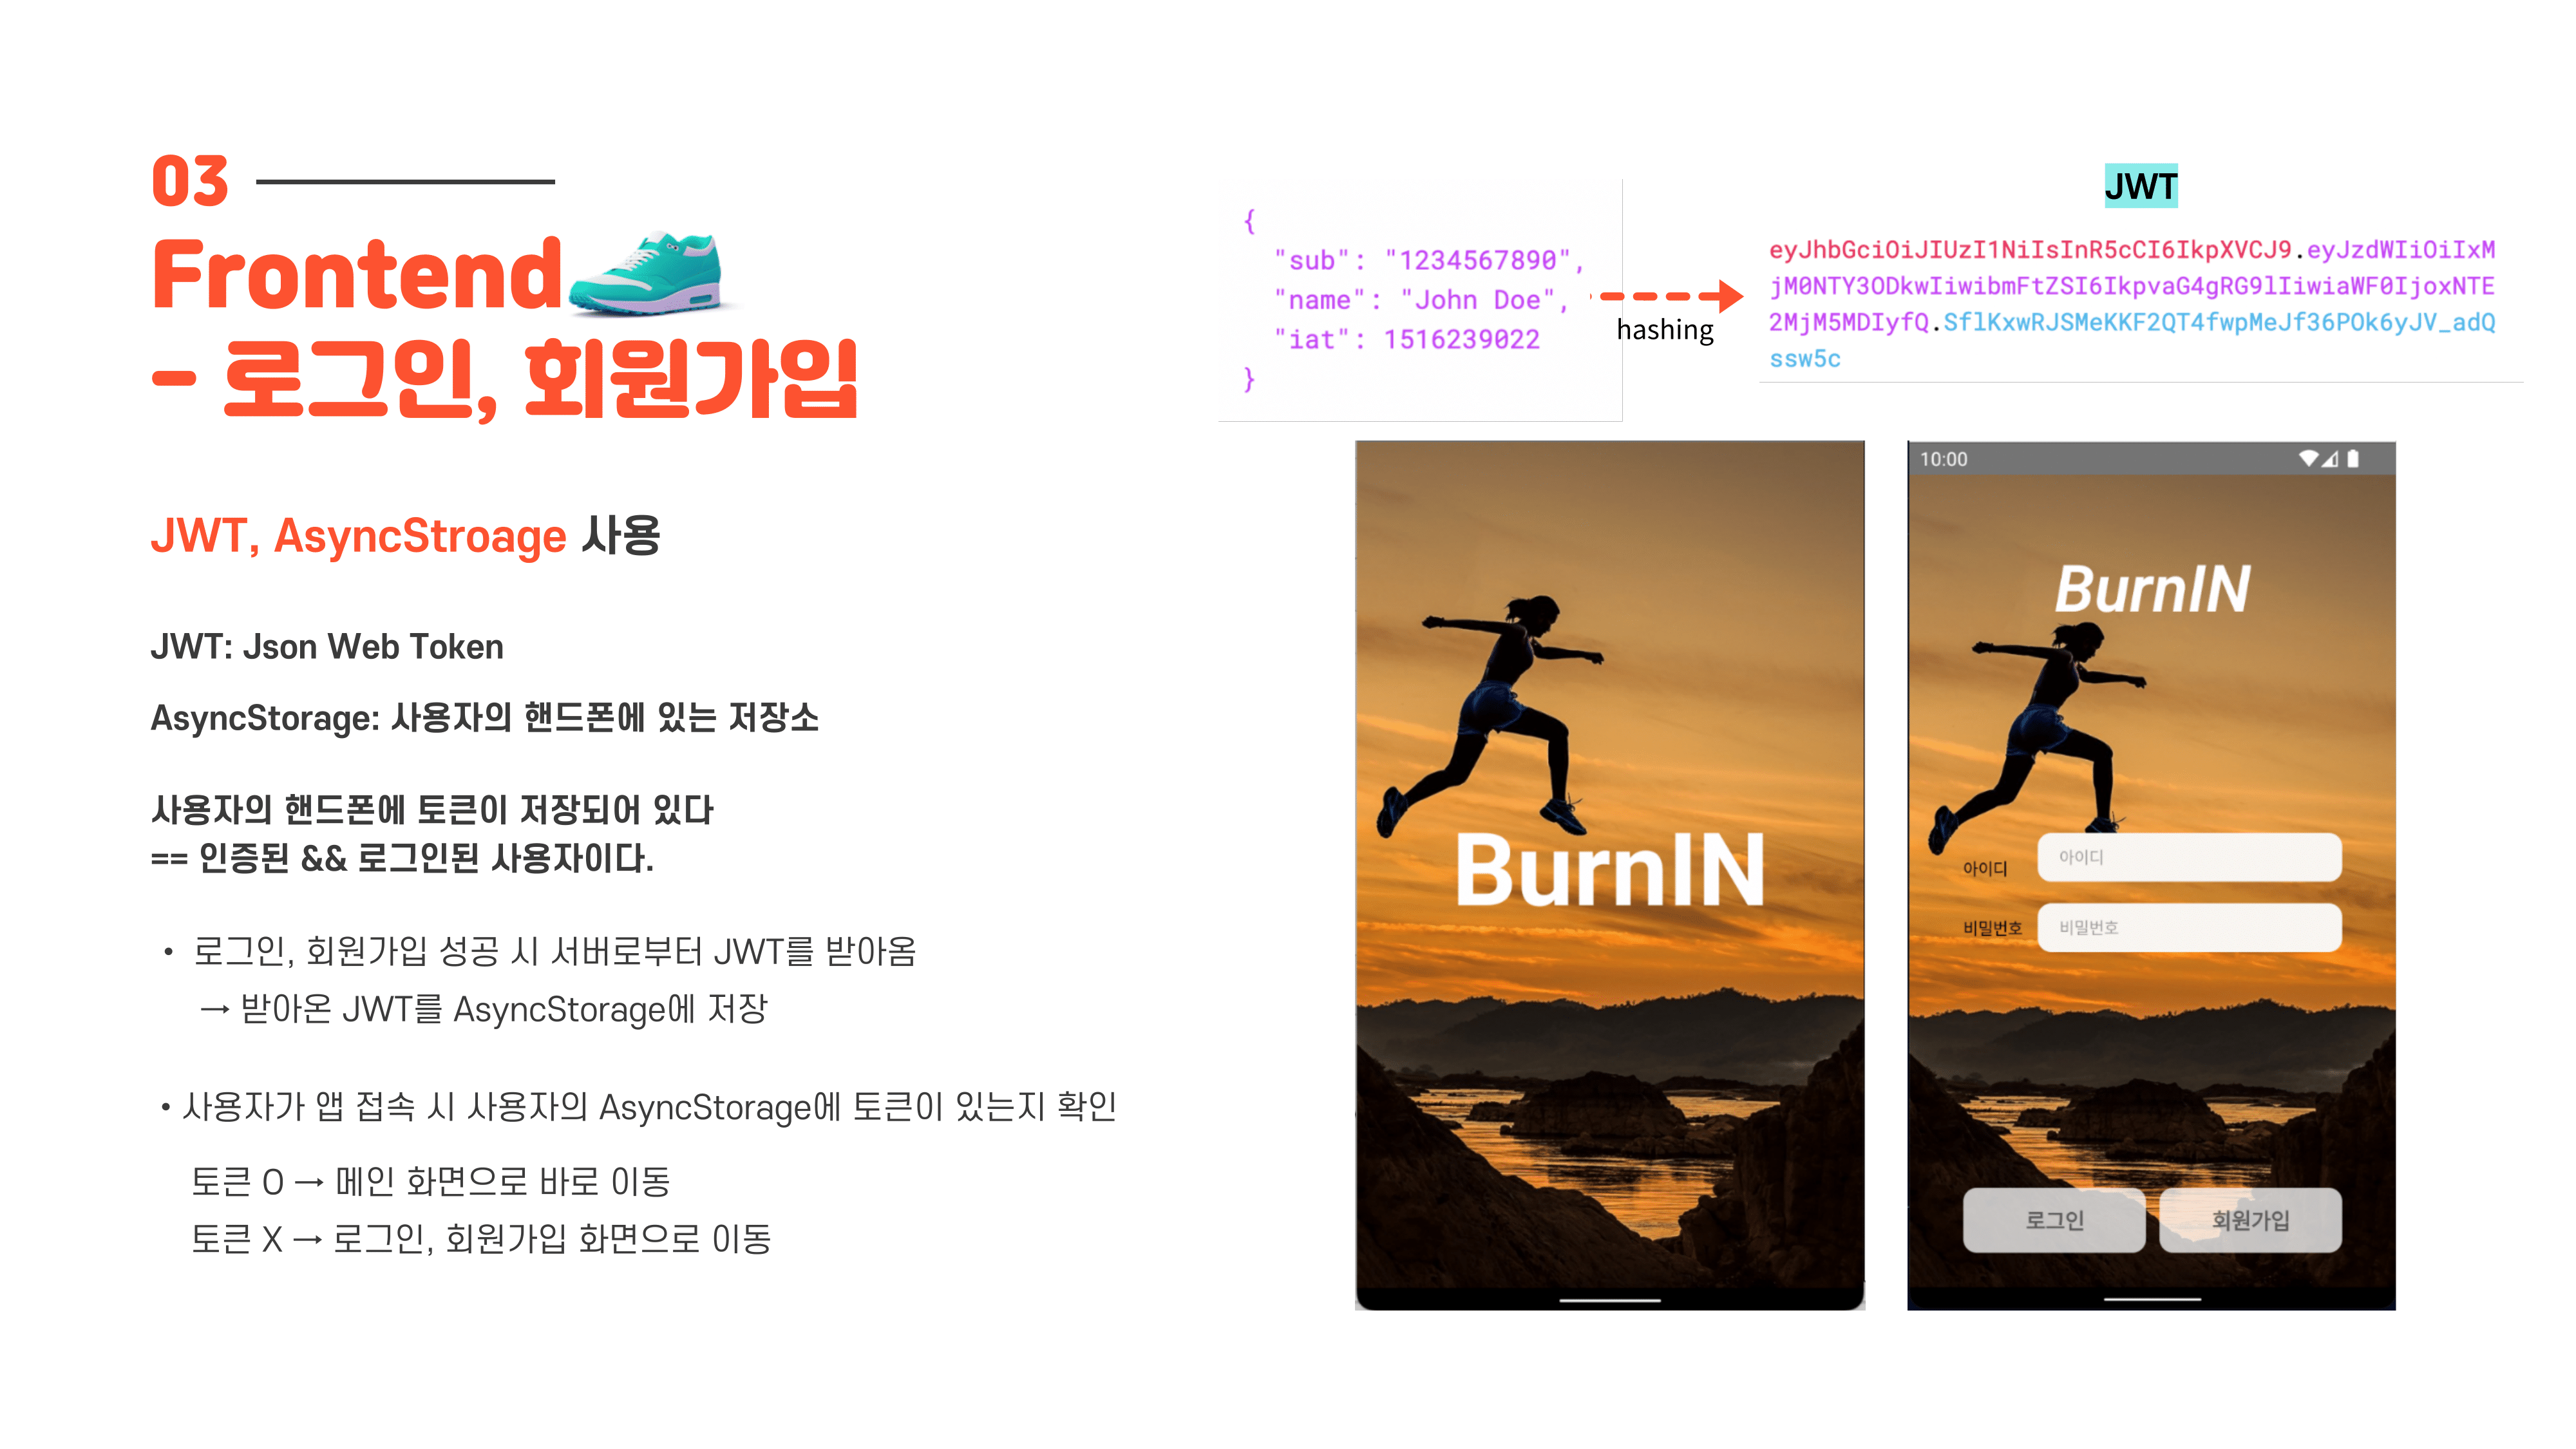 03
Frontend
- 로그인, 회원가입
JWT, AsyncStroage 사용
JWT: Json Web Token
AsyncStorage: 사용자의 핸드폰에 있는 저장소
사용자의 핸드폰에 토큰이 저장되어 있다
== 인증된 && 로그인된 사용자이다.
• 로그인, 회원가입 성공 시 서버로부터 JWT를 받아옴
→ 받아온 JWT를 AsyncStorage에 저장
• 사용자가 앱 접속 시 사용자의 AsyncStorage에 토큰이 있는지 확인
토큰 O → 메인 화면으로 바로 이동
토큰 X → 로그인, 회원가입 화면으로 이동
{
"sub": "1234567890",
"name": "John Doe",
"iat": 1516239022
}
hashing
JWT
eyJhbGciOiJIUzI1NiIsInR5cCI6IkpXVCJ9.eyJzdWIiOiIxM
jM0NTY3ODkwIiwibmFtZSI6IkpvaG4gRG9lIiwiaWF0IjoxNTE
2MjM5MDIyfQ.SflKxwRJSMeKKF2QT4fwpMeJf36POk6yJV_adQ
ssw5c
BurnIN
10:00
BurnIN
아이디 아이디
비밀번호 비밀번호
로그인 회원가입